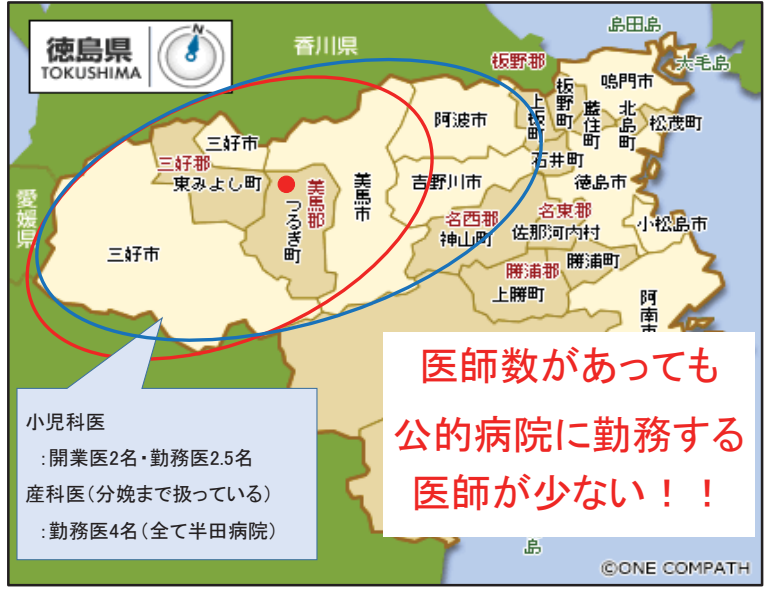 徳島県
TOKUSHIMA
N
香川県
島田島
大毛島
板野郡
鳴門市
板野町
上板町
藍住町
北島町
松茂町
阿波市
石井町
吉野川市
徳島市
三好市
三好郡
東みよし町
美馬郡
つるぎ町
美馬市
愛媛県
名西郡
神山町
名東郡
佐那河内村
小松島市
三好市
勝浦郡
勝浦町
上勝町
阿南市
医師数があっても
公的病院に勤務する
医師が少ない！！
小児科医
:開業医2名・勤務医2.5名
産科医(分娩まで扱っている)
:勤務医4名(全て半田病院)
島
©ONE COMPATH